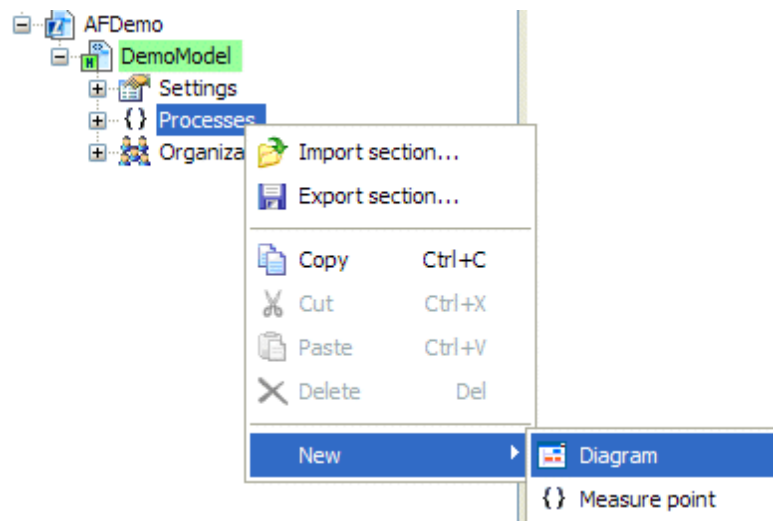 AFDemo
DemoModel
Settings
Processes
Organiza
Import section...
Export section...
Copy Ctrl+C
Cut Ctrl+X
Paste Ctrl+V
Delete Del
New
Diagram
{} Measure point